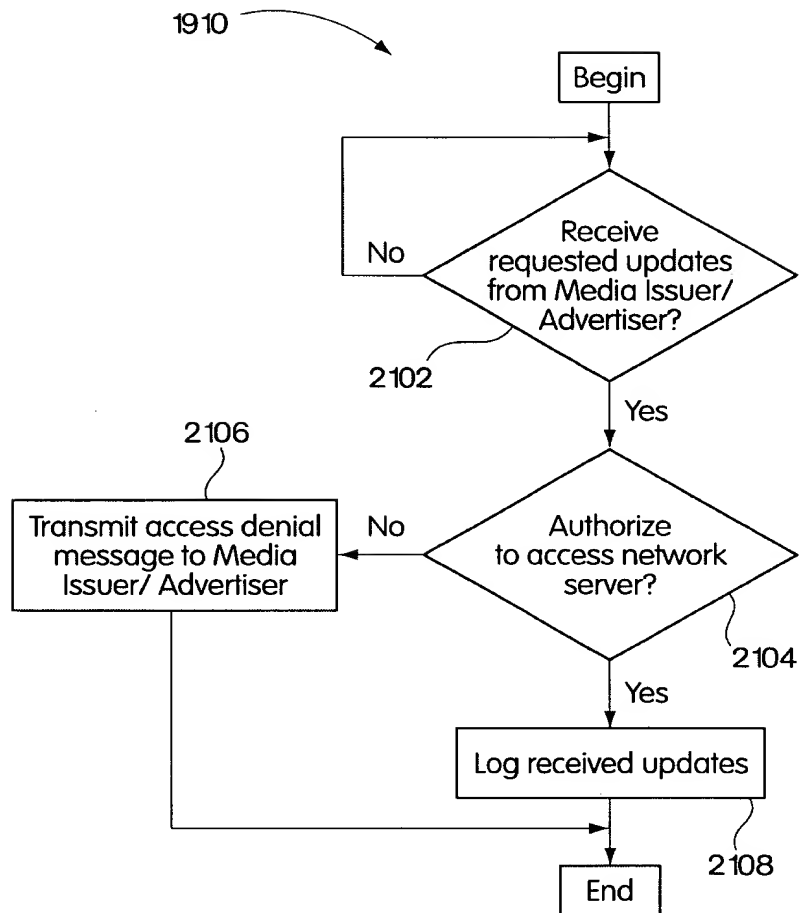 1910
Begin
Receive
requested updates
from Media Issuer/
Advertiser?
No
2102
Yes
2106
Transmit access denial
message to Media
Issuer/ Advertiser
No
Authorize
to access network
server?
2104
Yes
Log received updates
2108
End